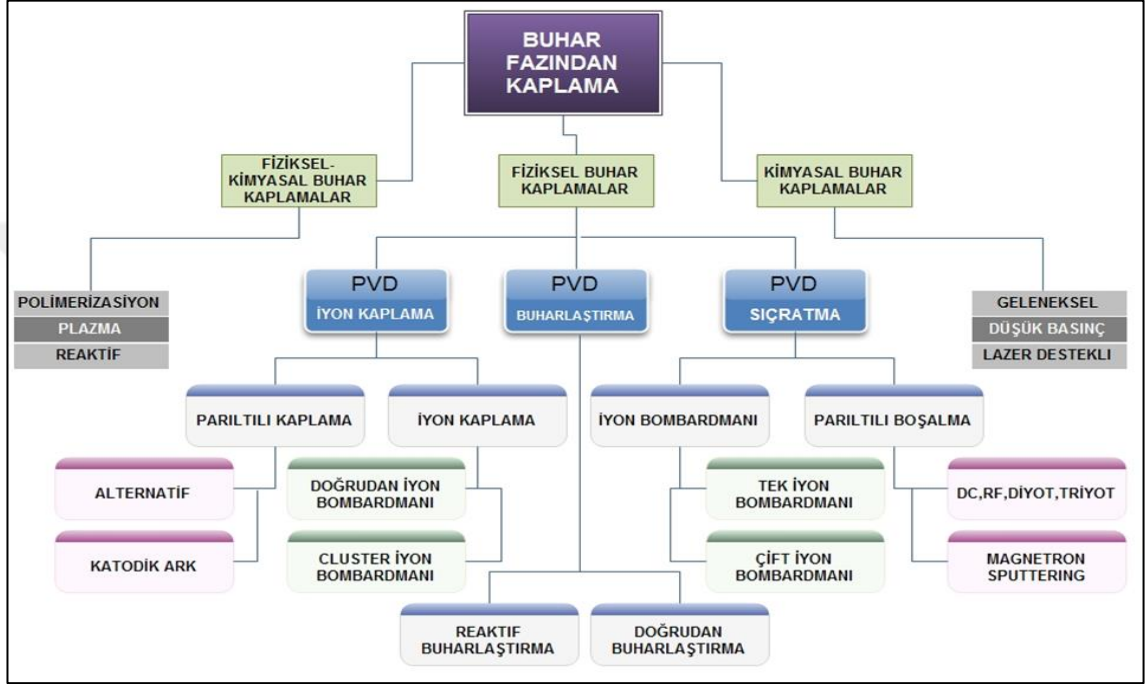 BUHAR
FAZINDAN
KAPLAMA
FİZİKSEL-
KİMYASAL BUHAR
KAPLAMALAR
FİZİKSEL BUHAR
KAPLAMALAR
KİMYASAL BUHAR
KAPLAMALAR
POLİMERİZASİYON
PLAZMA
REAKTİF
PVD
İYON KAPLAMA
PVD
BUHARLAŞTIRMA
PVD
SIÇRATMA
GELENEKSEL
DÜŞÜK BASINÇ
LAZER DESTEKLI
PARILTILI KAPLAMA
İYON KAPLAMA
İYON BOMBARDMANI
PARILTILI BOŞALMA
ALTERNATİF
DOĞRUDAN İYON
BOMBARDMANI
TEK İYON
BOMBARDMANI
DC,RF,DİYOT,TRİYOT
KATODİK ARK
CLUSTER İYON
BOMBARDMANI
ÇİFT İYON
BOMBARDMANI
MAGNETRON
SPUTTERING
REAKTIF
BUHARLAŞTIRMA
DOĞRUDAN
BUHARLAŞTIRMA